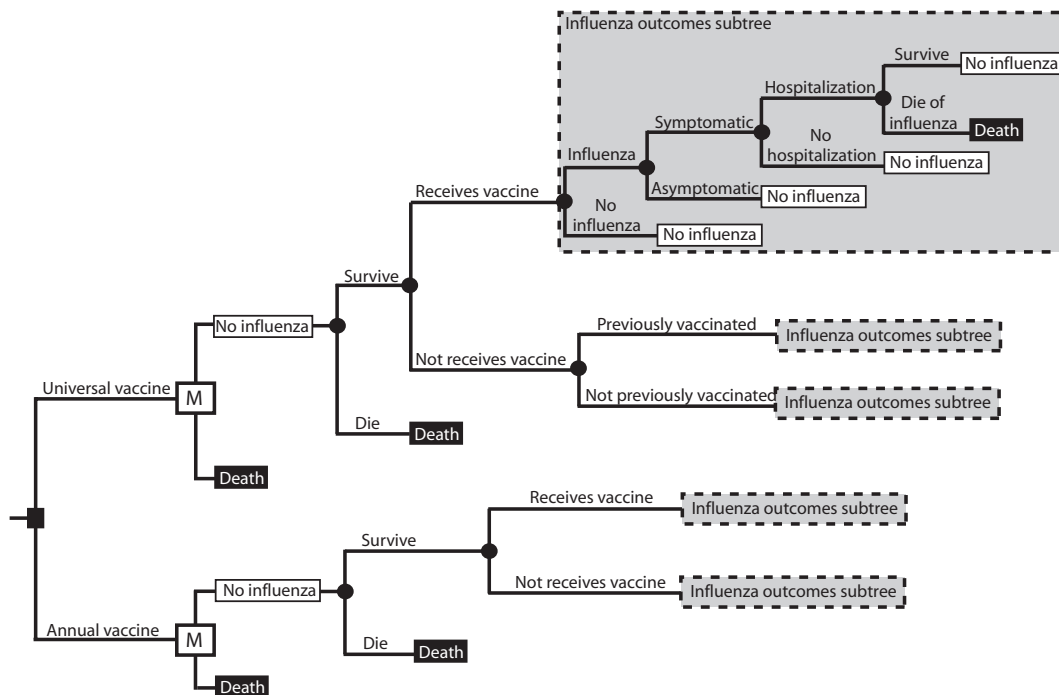 Influenza outcomes subtree
Survive
No influenza
Hospitalization
Die of
influenza
Death
Symptomatic
No
hospitalization
No influenza
Influenza
Asymptomatic
No influenza
Receives vaccine
No
influenza
No influenza
Survive
No influenza
Previously vaccinated
Influenza outcomes subtree
Not receives vaccine
Universal vaccine
M
Not previously vaccinated
Influenza outcomes subtree
Die
Death
Death
Receives vaccine
Influenza outcomes subtree
Survive
No influenza
Not receives vaccine
Influenza outcomes subtree
Annual vaccine
M
Die
Death
Death